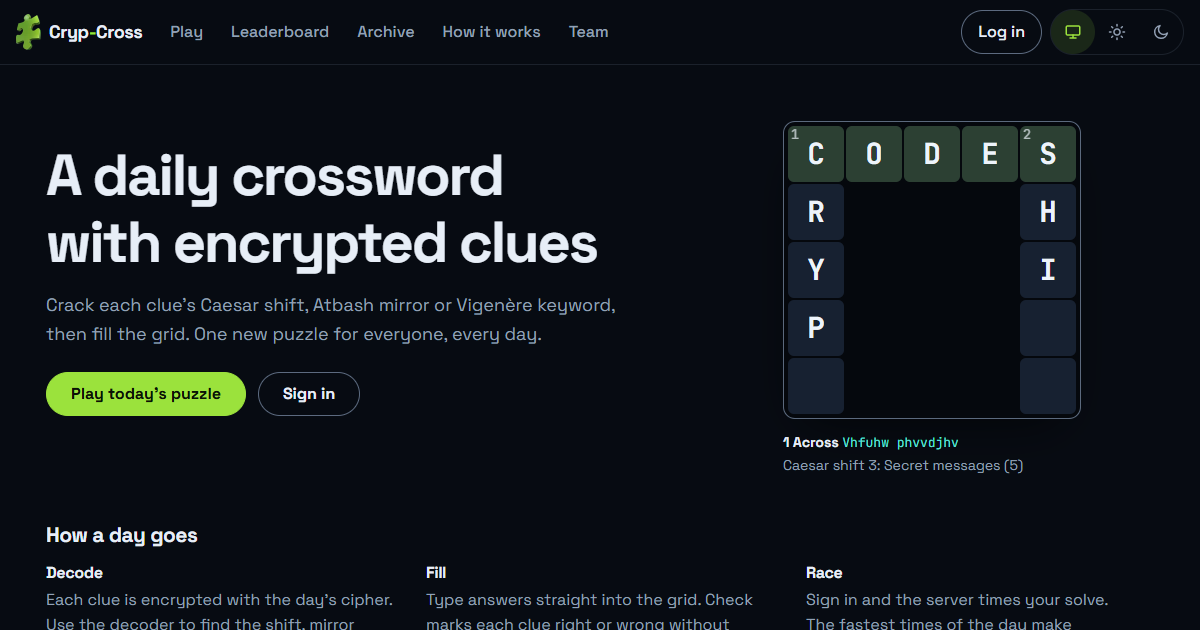 Cryp-Cross Play Leaderboard Archive How it works Team Log in
A daily crossword
with encrypted clues
Crack each clue's Caesar shift, Atbash mirror or Vigenère keyword,
then fill the grid. One new puzzle for everyone, every day.
Play today's puzzle Sign in
1 C O D E 2 S
R H
Y I
P
1 Across Vhfuhw phvvdjhv
Caesar shift 3: Secret messages (5)
How a day goes
Decode
Each clue is encrypted with the day's cipher.
Use the decoder to find the shift, mirror
Fill
Type answers straight into the grid. Check
marks each clue right or wrong without
Race
Sign in and the server times your solve.
The fastest times of the day make